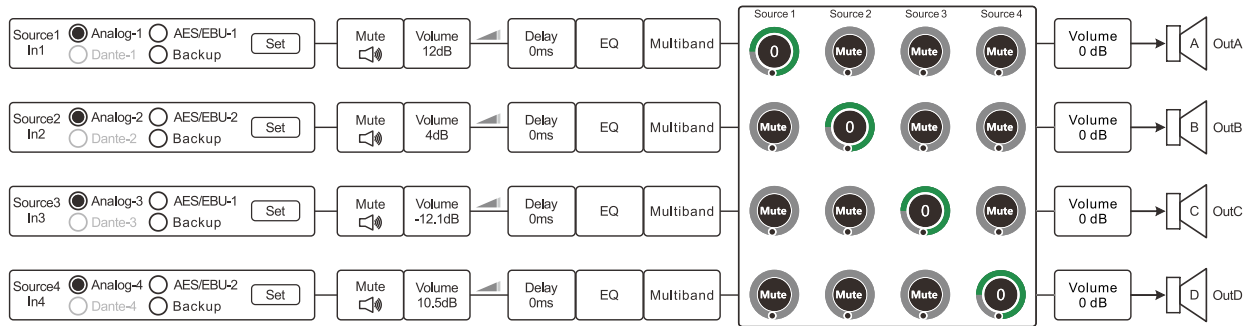 Source 1 Source 2 Source 3 Source 4
Source1 In1 Analog-1 AES/EBU-1 Dante-1 Backup Set Mute Volume 12dB Delay 0ms EQ Multiband 0 Mute Mute Mute Volume 0 dB A OutA
Source2 In2 Analog-2 AES/EBU-2 Dante-2 Backup Set Mute Volume 4dB Delay 0ms EQ Multiband Mute 0 Mute Mute Volume 0 dB B OutB
Source3 In3 Analog-3 AES/EBU-1 Dante-3 Backup Set Mute Volume -12.1dB Delay 0ms EQ Multiband Mute Mute 0 Mute Volume 0 dB C OutC
Source4 In4 Analog-4 AES/EBU-2 Dante-4 Backup Set Mute Volume 10.5dB Delay 0ms EQ Multiband Mute Mute Mute 0 Volume 0 dB D OutD